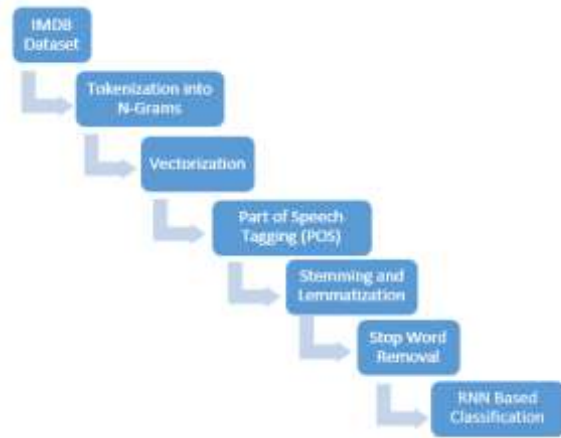 IMDB
Dataset
Tokenization into
N-Grams
Vectorization
Part of Speech
Tagging (POS)
Stemming and
Lemmatization
Stop Word
Removal
RNN Based
Classification